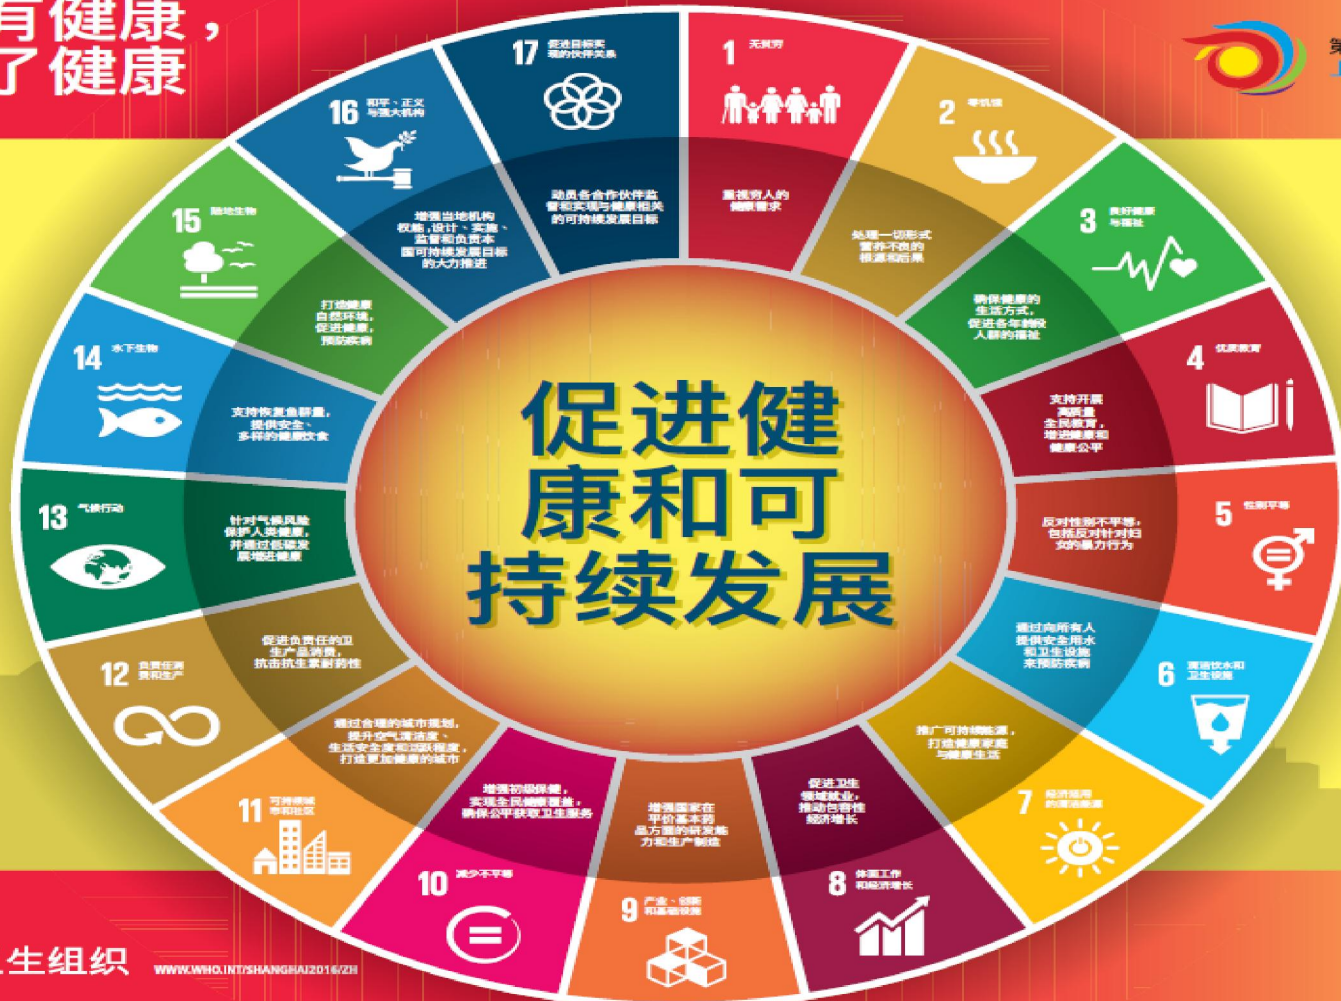 有健康，
了健康
第
促进健
康和可
持续发展
1 无贫穷
重视穷人的
健康需求
2 零饥饿
处理一切形式
营养不良的
根源和后果
3 良好健康
与福祉
确保健康的
生活方式，
促进各年龄段
人群的福祉
4 优质教育
支持开展
高质量
全民教育，
增进健康和
健康公平
5 性别平等
反对性别不平等，
包括反对针对妇
女的暴力行为
6 清洁饮水和
卫生设施
通过向所有人
提供安全用水
和卫生设施
来预防疾病
7 经济适用
的清洁能源
推广可持续能源，
打造健康家庭
与健康生活
8 体面工作
和经济增长
促进卫生
领域就业，
推动包容性
经济增长
9 产业、创新
和基础设施
增强国家在
平价基本药
品方面的研发能
力和生产制造
10 减少不平等
增强初级保健，
实现全民健康覆盖，
确保公平获取卫生服务
11 可持续城
市和社区
通过合理的城市规划，
提升空气清洁度、
生活安全度和活跃程度，
打造更加健康的城市
12 负责任消
费和生产
促进负责任的卫
生产品消费，
抗击抗生素耐药性
13 气候行动
针对气候风险
保护人类健康，
并通过低碳发
展增进健康
14 水下生物
支持恢复鱼群量，
提供安全、
多样的健康饮食
15 陆地生物
打造健康
自然环境，
促进健康，
预防疾病
16 和平、正义
与强大机构
增强当地机构
权能，设计、实施、
监督和负责本
国可持续发展目标
的大力推进
17 促进目标实
现的伙伴关系
动员各合作伙伴监
督和实现与健康相关
的可持续发展目标
生组织
WWW.WHO.INT/SHANGHAI2016/ZH